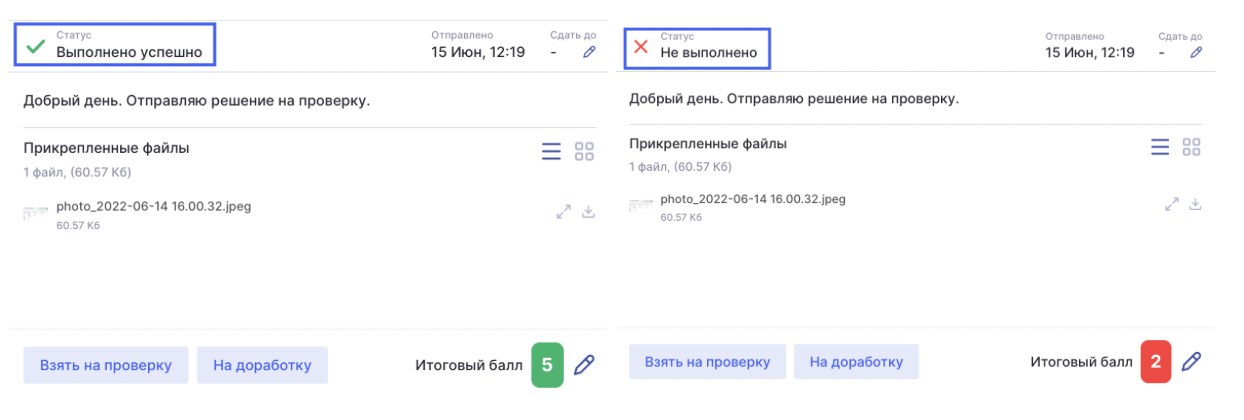 Статус
Выполнено успешно
Отправлено
15 Июн, 12:19
Сдать до
-
Добрый день. Отправляю решение на проверку.
Прикрепленные файлы
1 файл, (60.57 Кб)
photo_2022-06-14 16.00.32.jpeg
60.57 Кб
Взять на проверку
На доработку
Итоговый балл 5
Статус
Не выполнено
Отправлено
15 Июн, 12:19
Сдать до
-
Добрый день. Отправляю решение на проверку.
Прикрепленные файлы
1 файл, (60.57 Кб)
photo_2022-06-14 16.00.32.jpeg
60.57 Кб
Взять на проверку
На доработку
Итоговый балл 2